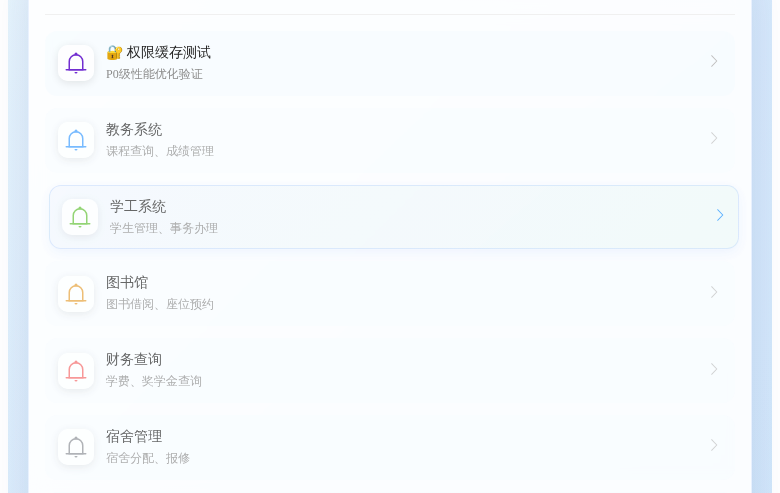 🔐 权限缓存测试
P0级性能优化验证
教务系统
课程查询、成绩管理
学工系统
学生管理、事务办理
图书馆
图书借阅、座位预约
财务查询
学费、奖学金查询
宿舍管理
宿舍分配、报修